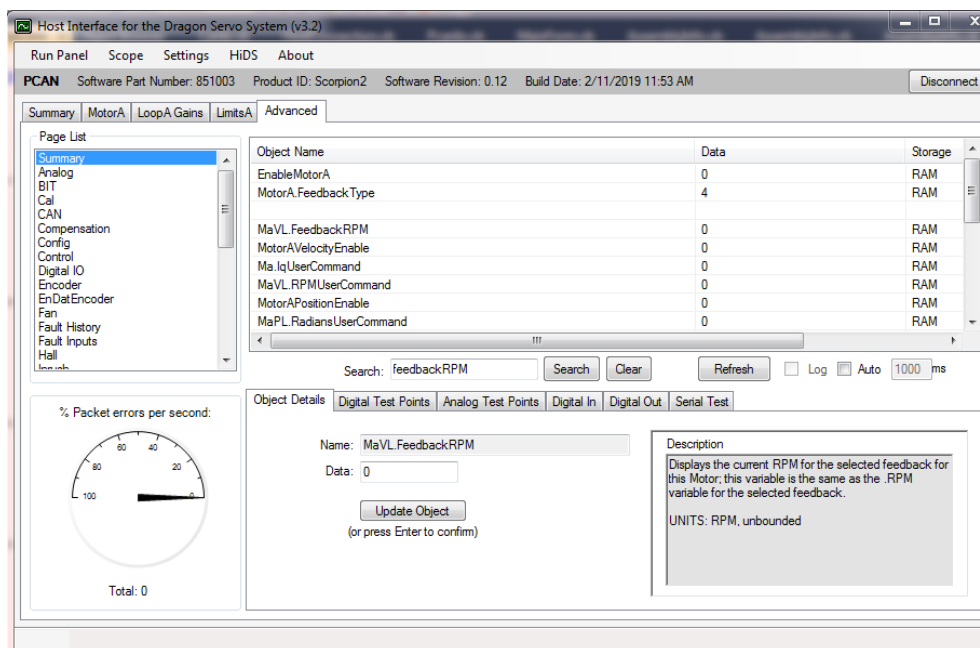 Host Interface for the Dragon Servo System (v3.2)
Run Panel Scope Settings HiDS About
PCAN Software Part Number: 851003 Product ID: Scorpion2 Software Revision: 0.12 Build Date: 2/11/2019 11:53 AM Disconnect
Summary MotorA LoopA Gains LimitsA Advanced
Page List
Summary
Analog
BIT
Cal
CAN
Compensation
Config
Control
Digital IO
Encoder
EnDatEncoder
Fan
Fault History
Fault Inputs
Hall
Object Name Data Storage
EnableMotorA 0 RAM
MotorA.FeedbackType 4 RAM
MaVL.FeedbackRPM 0 RAM
MotorAVelocityEnable 0 RAM
Ma.IqUserCommand 0 RAM
MaVL.RPMUserCommand 0 RAM
MotorAPositionEnable 0 RAM
MaPL.RadiansUserCommand 0 RAM
Search: feedbackRPM Search Clear Refresh Log Auto 1000 ms
Object Details Digital Test Points Analog Test Points Digital In Digital Out Serial Test
% Packet errors per second:
100 80 60 40 20 0
Total: 0
Name: MaVL.FeedbackRPM
Data: 0
Update Object
(or press Enter to confirm)
Description
Displays the current RPM for the selected feedback for
this Motor; this variable is the same as the .RPM
variable for the selected feedback.
UNITS: RPM, unbounded